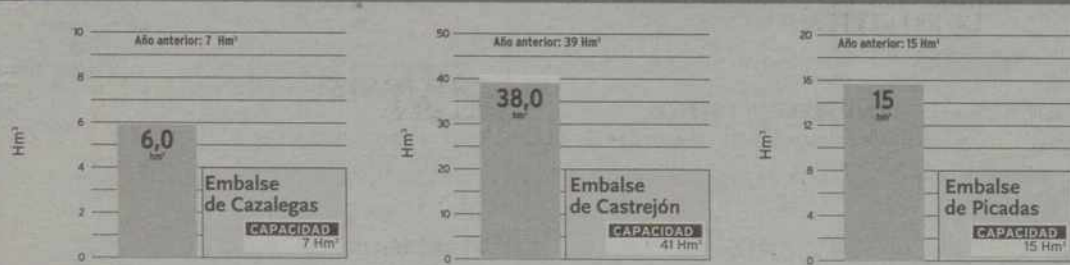 Hm³
10
8
6
4
2
0
Año anterior: 7 Hm³
6,0
hm³
Embalse
de Cazalegas
CAPACIDAD
7 Hm³
Hm³
50
40
30
20
10
0
Año anterior: 39 Hm³
38,0
hm³
Embalse
de Castrejón
CAPACIDAD
41 Hm³
Hm³
20
16
12
8
4
0
Año anterior: 15 Hm³
15
hm³
Embalse
de Picadas
CAPACIDAD
15 Hm³